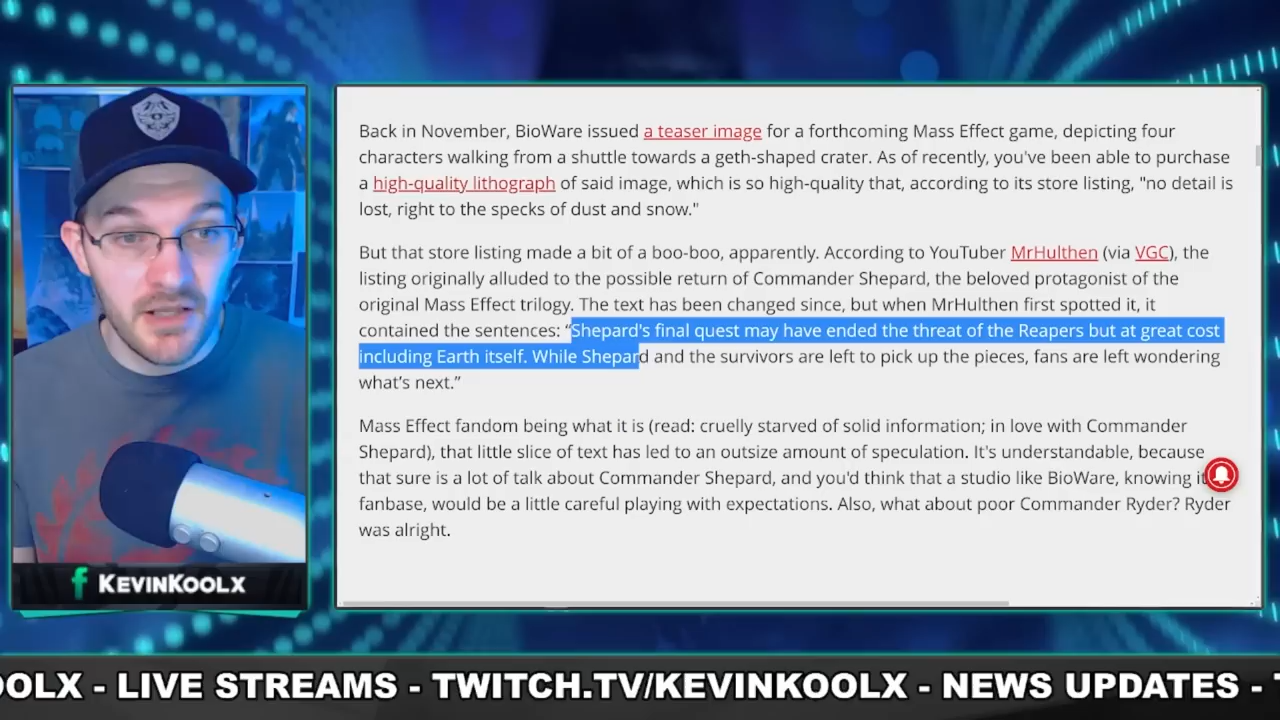 Back in November, BioWare issued a teaser image for a forthcoming Mass Effect game, depicting four
characters walking from a shuttle towards a geth-shaped crater. As of recently, you've been able to purchase
a high-quality lithograph of said image, which is so high-quality that, according to its store listing, "no detail is
lost, right to the specks of dust and snow."
But that store listing made a bit of a boo-boo, apparently. According to YouTuber MrHulthen (via VGC), the
listing originally alluded to the possible return of Commander Shepard, the beloved protagonist of the
original Mass Effect trilogy. The text has been changed since, but when MrHulthen first spotted it, it
contained the sentences: “Shepard's final quest may have ended the threat of the Reapers but at great cost
including Earth itself. While Shepard and the survivors are left to pick up the pieces, fans are left wondering
what’s next.”
Mass Effect fandom being what it is (read: cruelly starved of solid information; in love with Commander
Shepard), that little slice of text has led to an outsize amount of speculation. It's understandable, because
that sure is a lot of talk about Commander Shepard, and you'd think that a studio like BioWare, knowing
fanbase, would be a little careful playing with expectations. Also, what about poor Commander Ryder? Ryder
was alright.
f KEVINKOOLX
OOLX - LIVE STREAMS - TWITCH.TV/KEVINKOOLX - NEWS UPDATES -